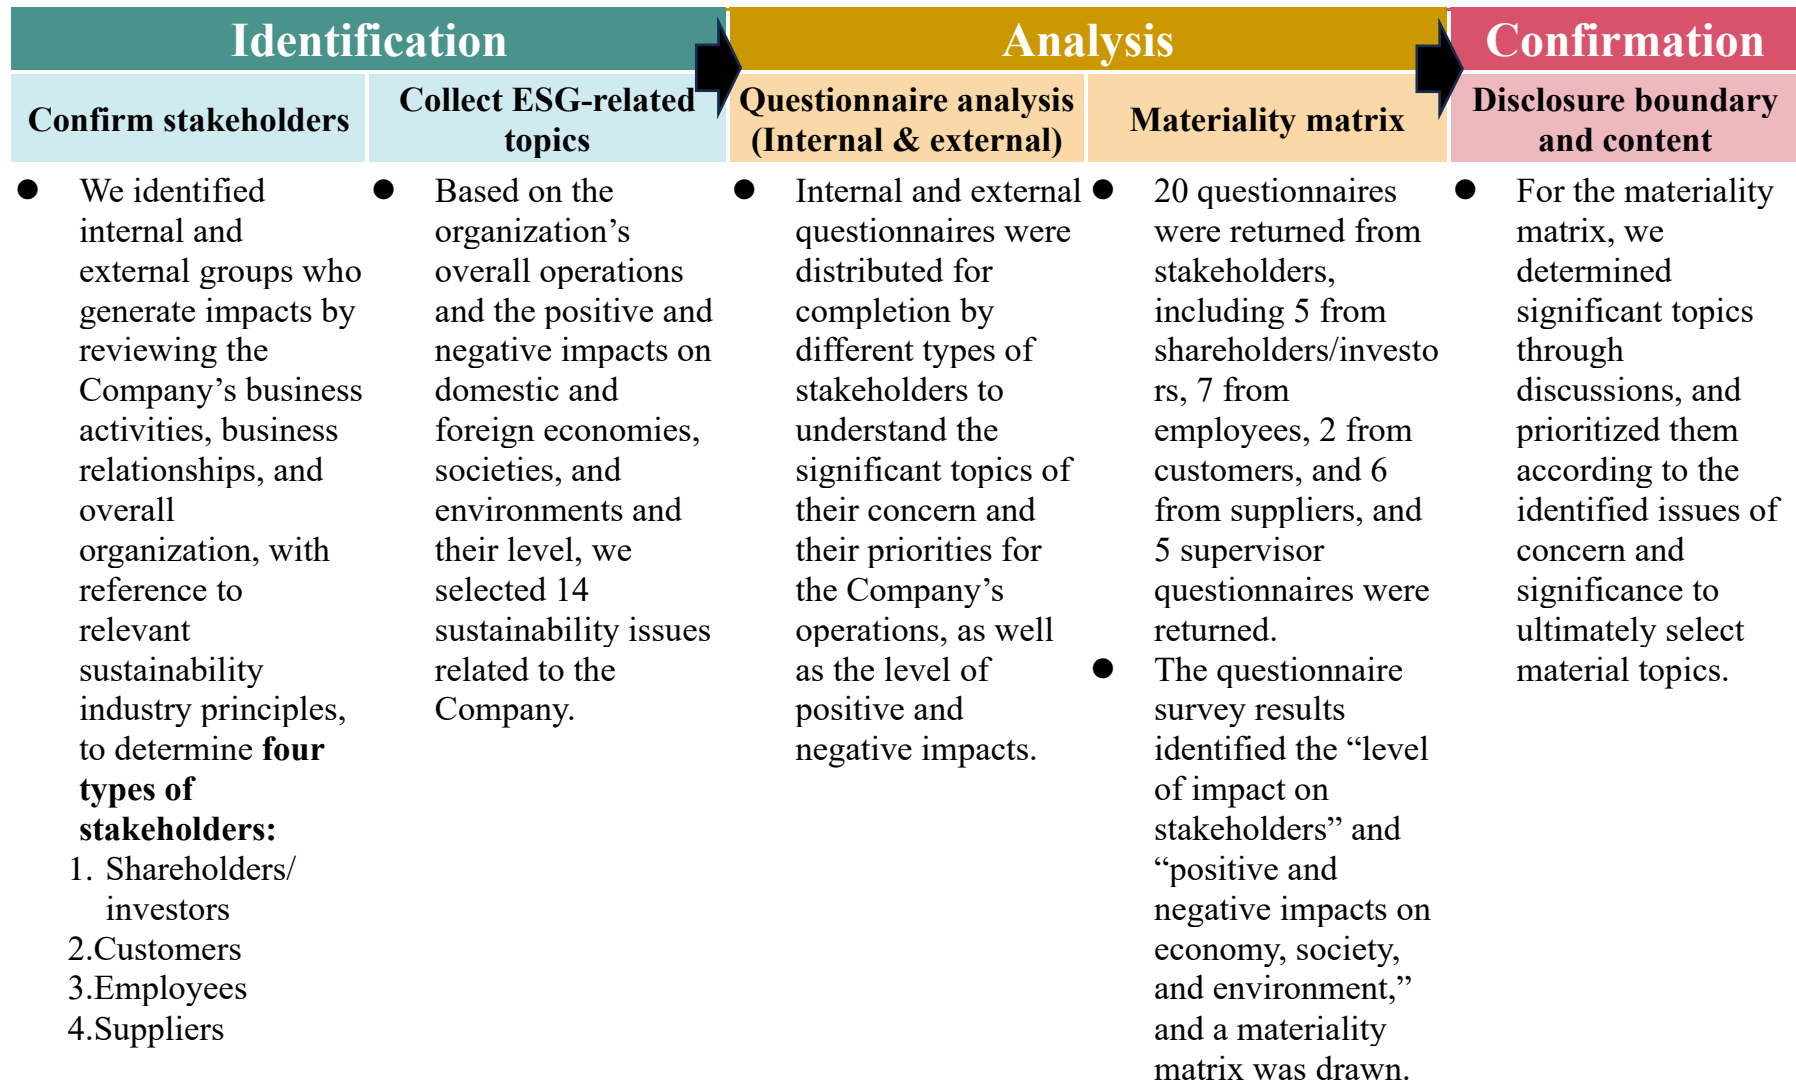 Identification
Analysis
Confirmation
Confirm stakeholders
Collect ESG-related
topics
Questionnaire analysis
(Internal & external)
Materiality matrix
Disclosure boundary
and content
● We identified
internal and
external groups who
generate impacts by
reviewing the
Company’s business
activities, business
relationships, and
overall
organization, with
reference to
relevant
sustainability
industry principles,
to determine four
types of
stakeholders:
1. Shareholders/
investors
2.Customers
3.Employees
4.Suppliers
● Based on the
organization’s
overall operations
and the positive and
negative impacts on
domestic and
foreign economies,
societies, and
environments and
their level, we
selected 14
sustainability issues
related to the
Company.
● Internal and external
questionnaires were
distributed for
completion by
different types of
stakeholders to
understand the
significant topics of
their concern and
their priorities for
the Company’s
operations, as well
as the level of
positive and
negative impacts.
● 20 questionnaires
were returned from
stakeholders,
including 5 from
shareholders/investo
rs, 7 from
employees, 2 from
customers, and 6
from suppliers, and
5 supervisor
questionnaires were
returned.
● The questionnaire
survey results
identified the “level
of impact on
stakeholders” and
“positive and
negative impacts on
economy, society,
and environment,”
and a materiality
matrix was drawn.
● For the materiality
matrix, we
determined
significant topics
through
discussions, and
prioritized them
according to the
identified issues of
concern and
significance to
ultimately select
material topics.